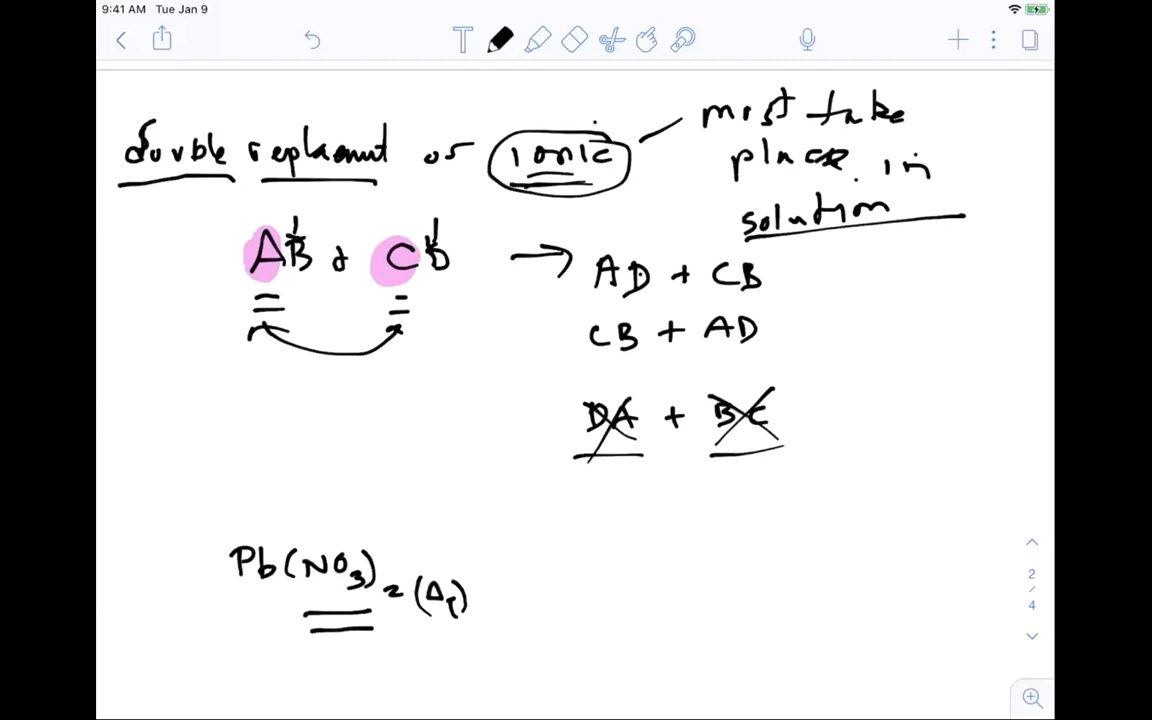 9:41 AM Tue Jan 9
double replacement or ionic
must take
place in
solution
AB + CD → AD + CB
CB + AD
DA + BC
Pb(NO3)2 (Aq)
2
/
4